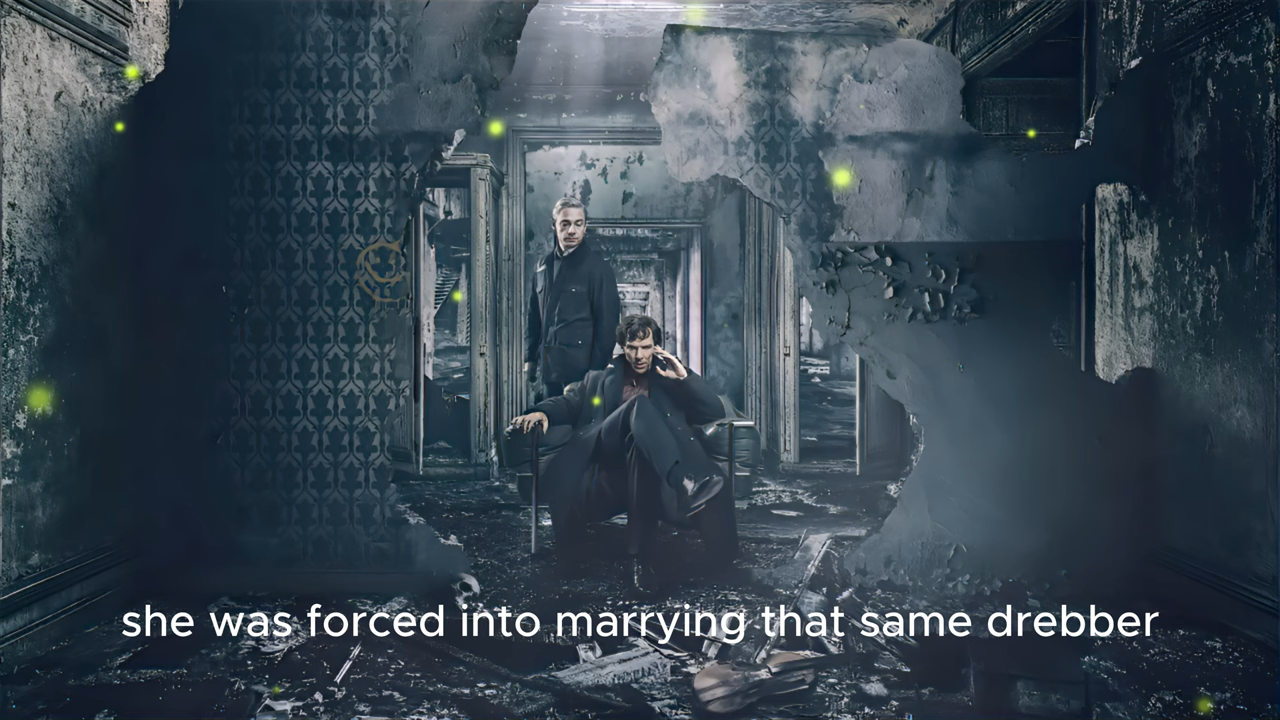 she was forced into marrying that same drebber